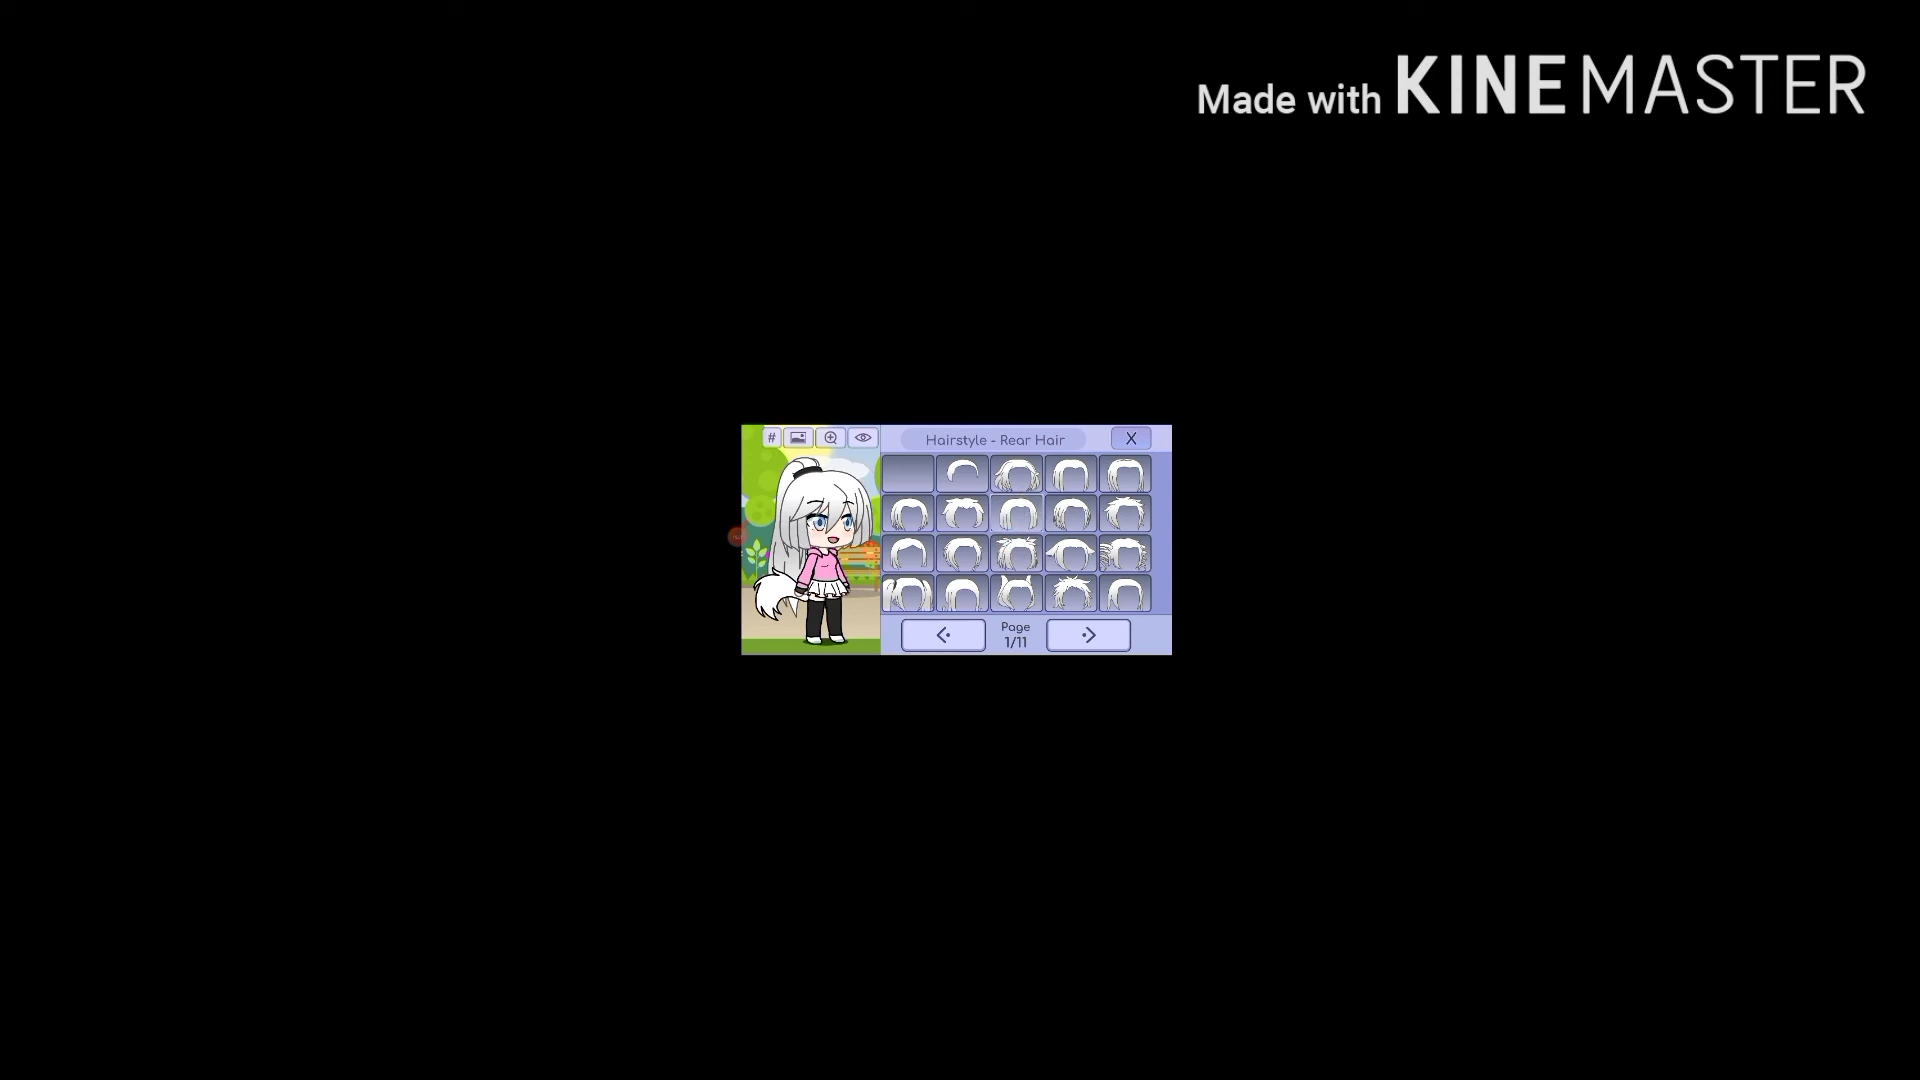 Made with KINEMASTER
#
Hairstyle - Rear Hair
X
Page
1/11